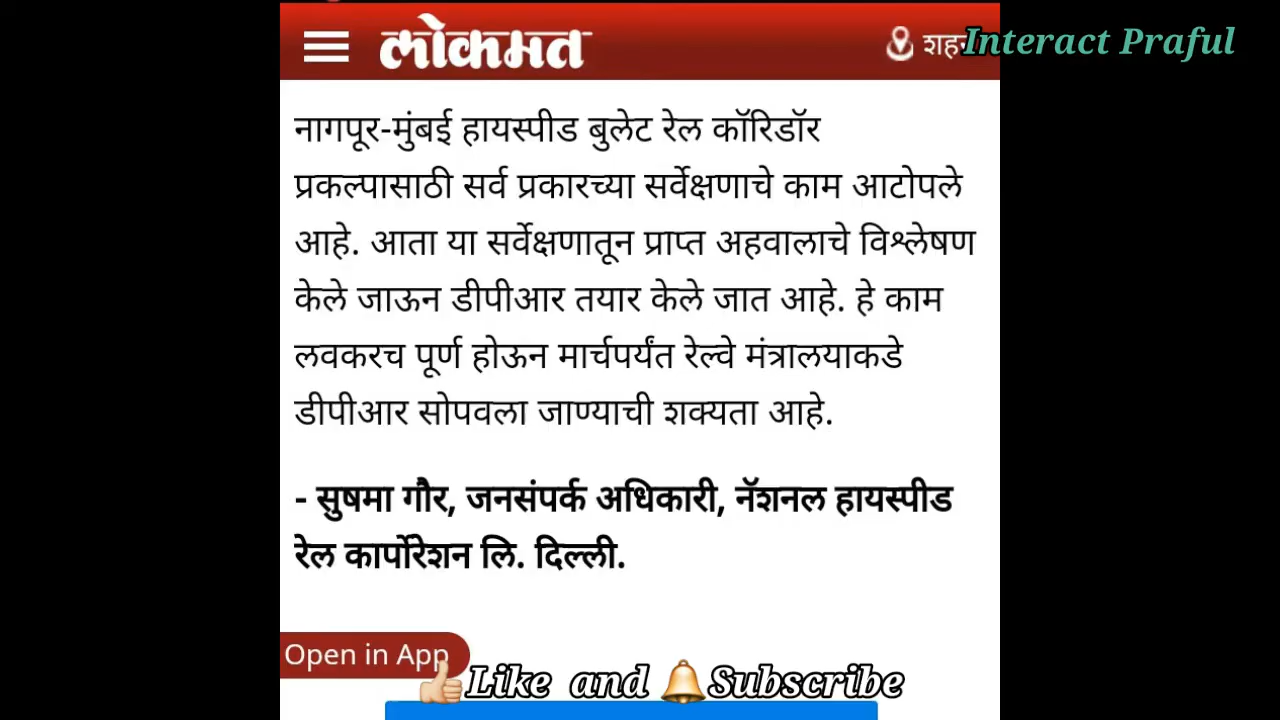 लोकमत
शह
Interact Praful
नागपूर-मुंबई हायस्पीड बुलेट रेल कॉरिडॉर
प्रकल्पासाठी सर्व प्रकारच्या सर्वेक्षणाचे काम आटोपले
आहे. आता या सर्वेक्षणातून प्राप्त अहवालाचे विश्लेषण
केले जाऊन डीपीआर तयार केले जात आहे. हे काम
लवकरच पूर्ण होऊन मार्चपर्यंत रेल्वे मंत्रालयाकडे
डीपीआर सोपवला जाण्याची शक्यता आहे.
- सुषमा गौर, जनसंपर्क अधिकारी, नॅशनल हायस्पीड
रेल कार्पोरेशन लि. दिल्ली.
Open in App
Like and Subscribe